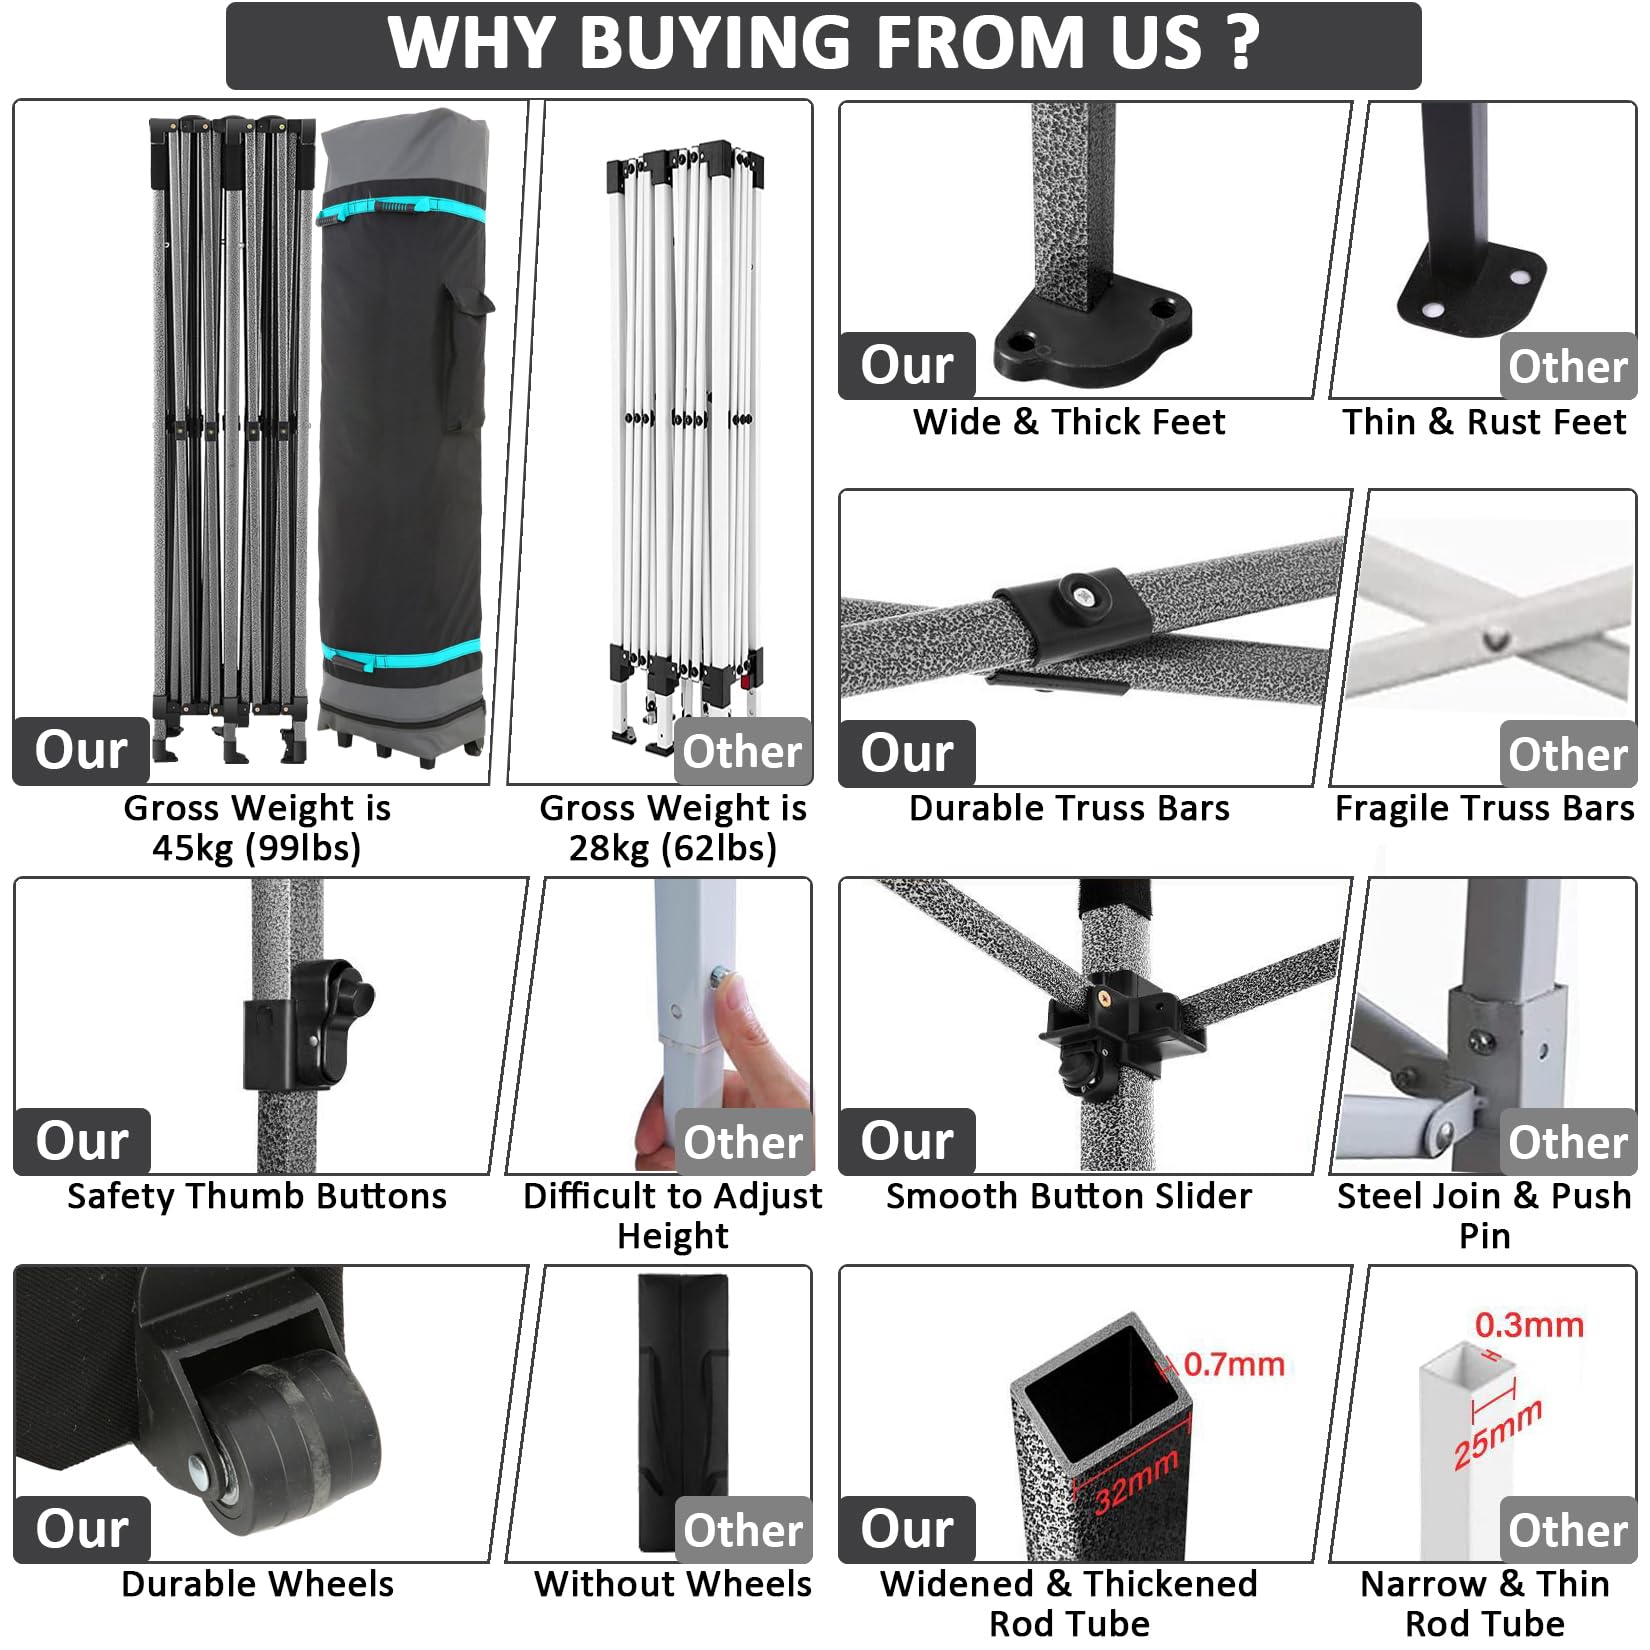 WHY BUYING FROM US ?
Our
Other
Gross Weight is
45kg (99lbs)
Gross Weight is
28kg (62lbs)
Our
Other
Wide & Thick Feet
Thin & Rust Feet
Our
Other
Durable Truss Bars
Fragile Truss Bars
Our
Other
Safety Thumb Buttons
Difficult to Adjust
Height
Our
Other
Smooth Button Slider
Steel Join & Push
Pin
Our
Other
Durable Wheels
Without Wheels
0.7mm
32mm
Our
0.3mm
25mm
Other
Widened & Thickened
Rod Tube
Narrow & Thin
Rod Tube